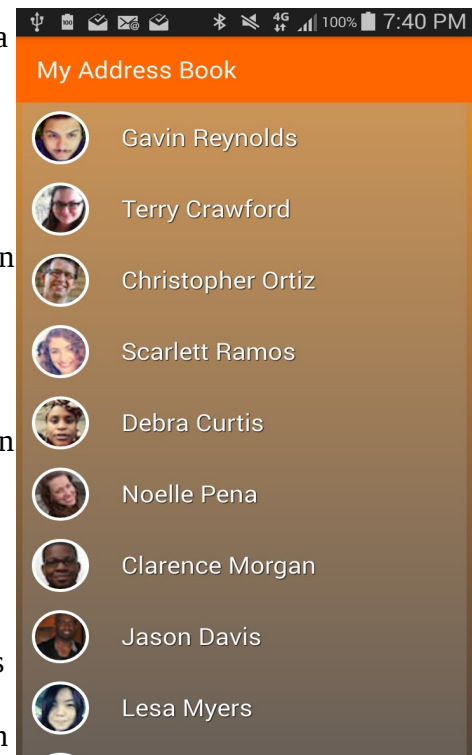 100 4G 100% 7:40 PM
My Address Book
Gavin Reynolds
Terry Crawford
Christopher Ortiz
Scarlett Ramos
Debra Curtis
Noelle Pena
Clarence Morgan
Jason Davis
Lesa Myers